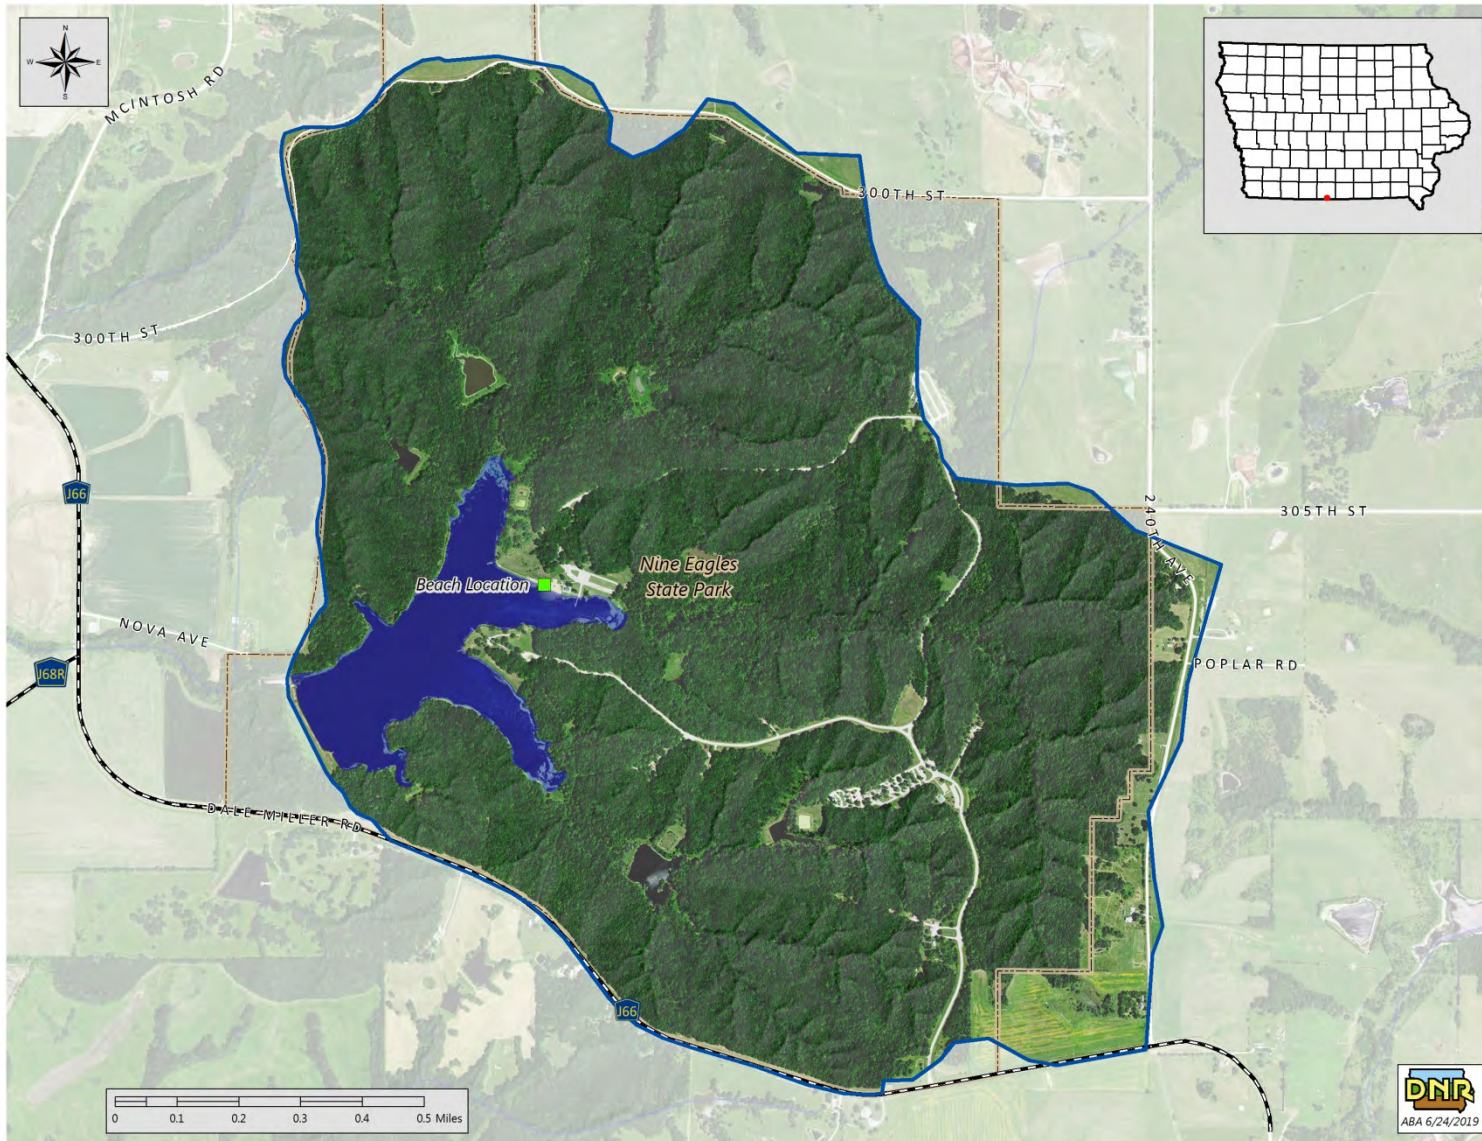 N
W
E
S
MCINTOSH RD
300TH ST
300TH ST
J66
240TH AVE
305TH ST
Nine Eagles
State Park
Beach Location
NOVA AVE
J68R
POPLAR RD
DALE MILLER RD
J66
0 0.1 0.2 0.3 0.4 0.5 Miles
DNR
ABA 6/24/2019